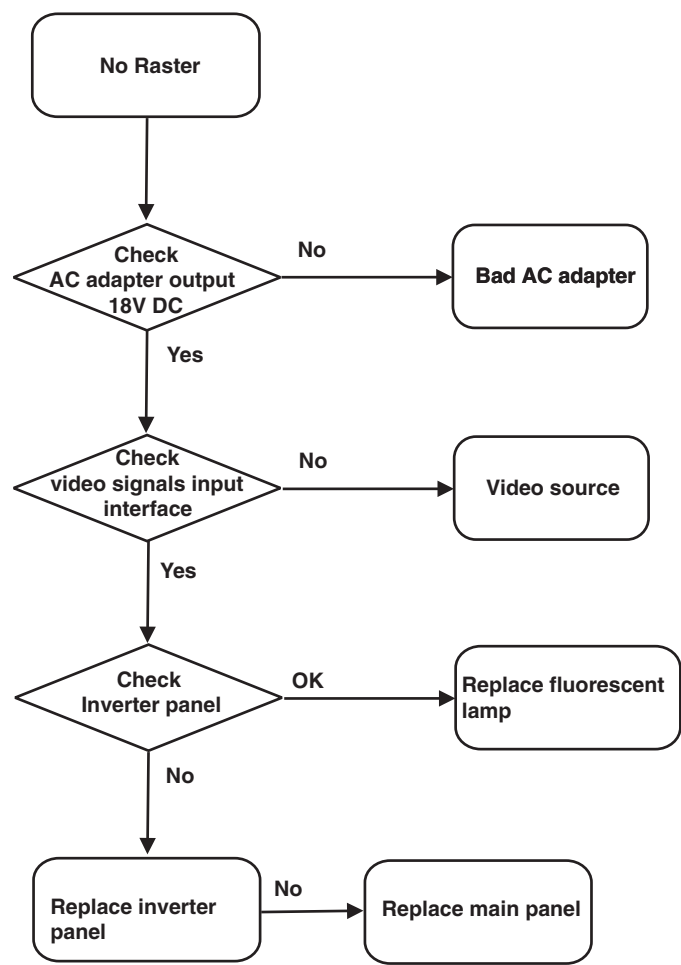 No Raster
Check
AC adapter output
18V DC
No
Bad AC adapter
Yes
Check
video signals input
interface
No
Video source
Yes
Check
Inverter panel
OK
Replace fluorescent
lamp
No
Replace inverter
panel
No
Replace main panel